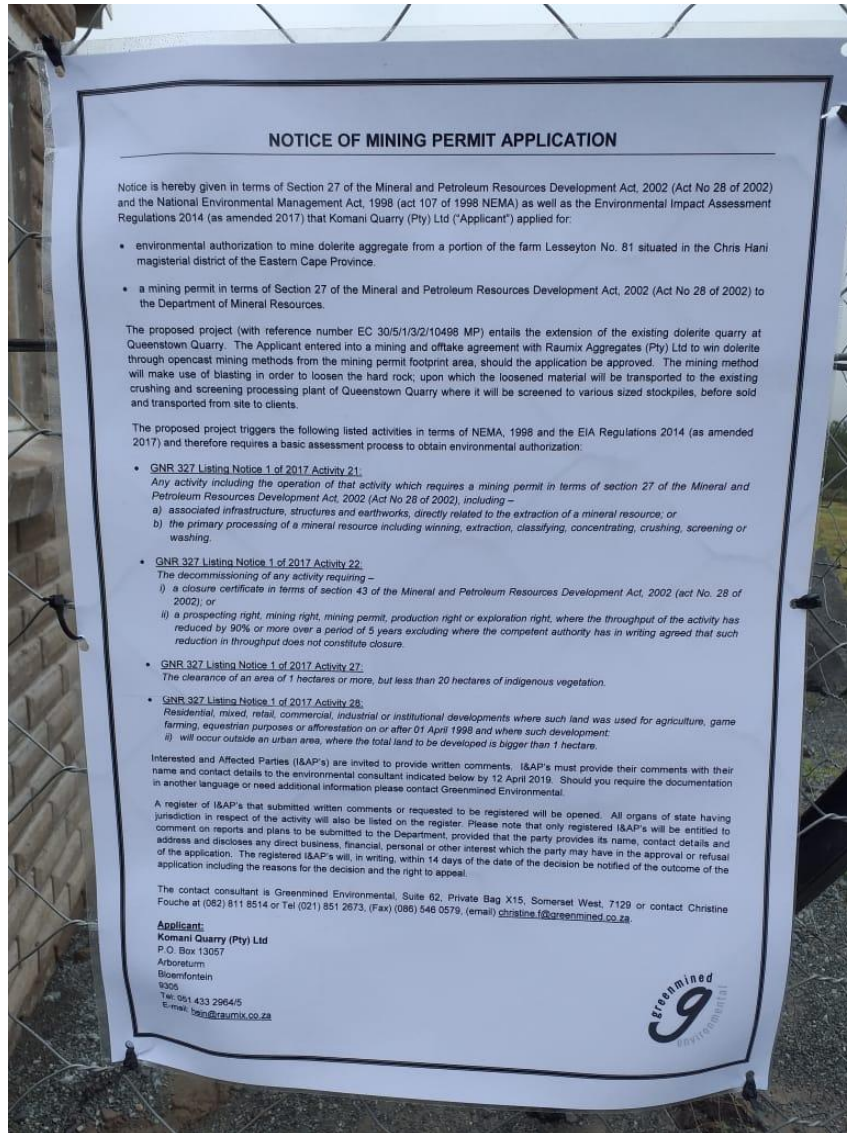 NOTICE OF MINING PERMIT APPLICATION
Notice is hereby given in terms of Section 27 of the Mineral and Petroleum Resources Development Act, 2002 (Act No 28 of 2002)
and the National Environmental Management Act, 1998 (act 107 of 1998 NEMA) as well as the Environmental Impact Assessment
Regulations 2014 (as amended 2017) that Komani Quarry (Pty) Ltd ("Applicant") applied for:
• environmental authorization to mine dolerite aggregate from a portion of the farm Lesseyton No. 81 situated in the Chris Hani
magisterial district of the Eastern Cape Province.
• a mining permit in terms of Section 27 of the Mineral and Petroleum Resources Development Act, 2002 (Act No 28 of 2002) to
the Department of Mineral Resources.
The proposed project (with reference number EC 30/5/1/3/2/10498 MP) entails the extension of the existing dolerite quarry at
Queenstown Quarry. The Applicant entered into a mining and offtake agreement with Raumix Aggregates (Pty) Ltd to win dolerite
through opencast mining methods from the mining permit footprint area, should the application be approved. The mining method
will make use of blasting in order to loosen the hard rock; upon which the loosened material will be transported to the existing
crushing and screening processing plant of Queenstown Quarry where it will be screened to various sized stockpiles, before sold
and transported from site to clients.
The proposed project triggers the following listed activities in terms of NEMA, 1998 and the EIA Regulations 2014 (as amended
2017) and therefore requires a basic assessment process to obtain environmental authorization:
• GNR 327 Listing Notice 1 of 2017 Activity 21:
Any activity including the operation of that activity which requires a mining permit in terms of section 27 of the Mineral and
Petroleum Resources Development Act, 2002 (Act No 28 of 2002), including –
a) associated infrastructure, structures and earthworks, directly related to the extraction of a mineral resource; or
b) the primary processing of a mineral resource including winning, extraction, classifying, concentrating, crushing, screening or
washing.
• GNR 327 Listing Notice 1 of 2017 Activity 22:
The decommissioning of any activity requiring –
i) a closure certificate in terms of section 43 of the Mineral and Petroleum Resources Development Act, 2002 (act No. 28 of
2002); or
ii) a prospecting right, mining right, mining permit, production right or exploration right, where the throughput of the activity has
reduced by 90% or more over a period of 5 years excluding where the competent authority has in writing agreed that such
reduction in throughput does not constitute closure.
• GNR 327 Listing Notice 1 of 2017 Activity 27:
The clearance of an area of 1 hectares or more, but less than 20 hectares of indigenous vegetation.
• GNR 327 Listing Notice 1 of 2017 Activity 28:
Residential, mixed, retail, commercial, industrial or institutional developments where such land was used for agriculture, game
farming, equestrian purposes or afforestation on or after 01 April 1998 and where such development:
ii) will occur outside an urban area, where the total land to be developed is bigger than 1 hectare.
Interested and Affected Parties (I&AP's) are invited to provide written comments. I&AP's must provide their comments with their
name and contact details to the environmental consultant indicated below by 12 April 2019. Should you require the documentation
in another language or need additional information please contact Greenmined Environmental.
A register of I&AP's that submitted written comments or requested to be registered will be opened. All organs of state having
jurisdiction in respect of the activity will also be listed on the register. Please note that only registered I&AP's will be entitled to
comment on reports and plans to be submitted to the Department, provided that the party provides its name, contact details and
address and discloses any direct business, financial, personal or other interest which the party may have in the approval or refusal
of the application. The registered I&AP's will, in writing, within 14 days of the date of the decision be notified of the outcome of the
application including the reasons for the decision and the right to appeal.
The contact consultant is Greenmined Environmental, Suite 62, Private Bag X15, Somerset West, 7129 or contact Christine
Fouche at (082) 811 8514 or Tel (021) 851 2673, (Fax) (086) 546 0579, (email) christine.f@greenmined.co.za.
Applicant:
Komani Quarry (Pty) Ltd
P.O. Box 13057
Arboreturm
Bloemfontein
9305
Tel: 051 433 2964/5
E-mail: bsin@raumix.co.za
greenmined
environmental